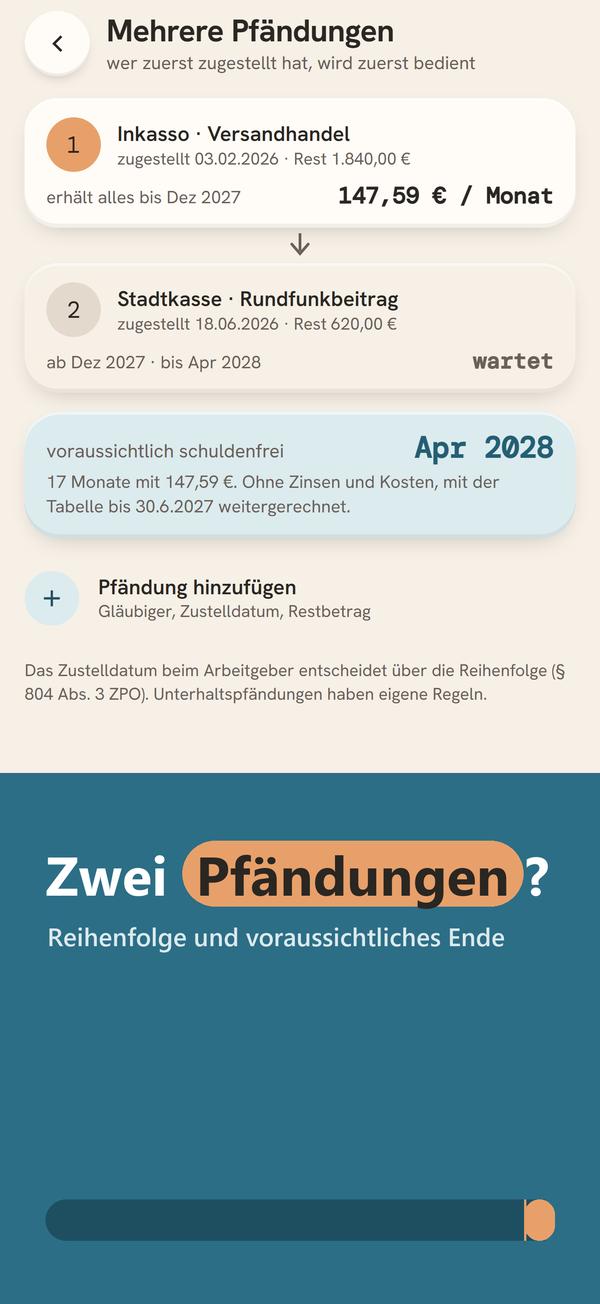 Mehrere Pfändungen
wer zuerst zugestellt hat, wird zuerst bedient
1
Inkasso · Versandhandel
zugestellt 03.02.2026 · Rest 1.840,00 €
erhält alles bis Dez 2027
147,59 € / Monat
2
Stadtkasse · Rundfunkbeitrag
zugestellt 18.06.2026 · Rest 620,00 €
ab Dez 2027 · bis Apr 2028
wartet
voraussichtlich schuldenfrei
Apr 2028
17 Monate mit 147,59 €. Ohne Zinsen und Kosten, mit der
Tabelle bis 30.6.2027 weitergerechnet.
Pfändung hinzufügen
Gläubiger, Zustelldatum, Restbetrag
Das Zustelldatum beim Arbeitgeber entscheidet über die Reihenfolge (§
804 Abs. 3 ZPO). Unterhaltspfändungen haben eigene Regeln.
Zwei Pfändungen?
Reihenfolge und voraussichtliches Ende